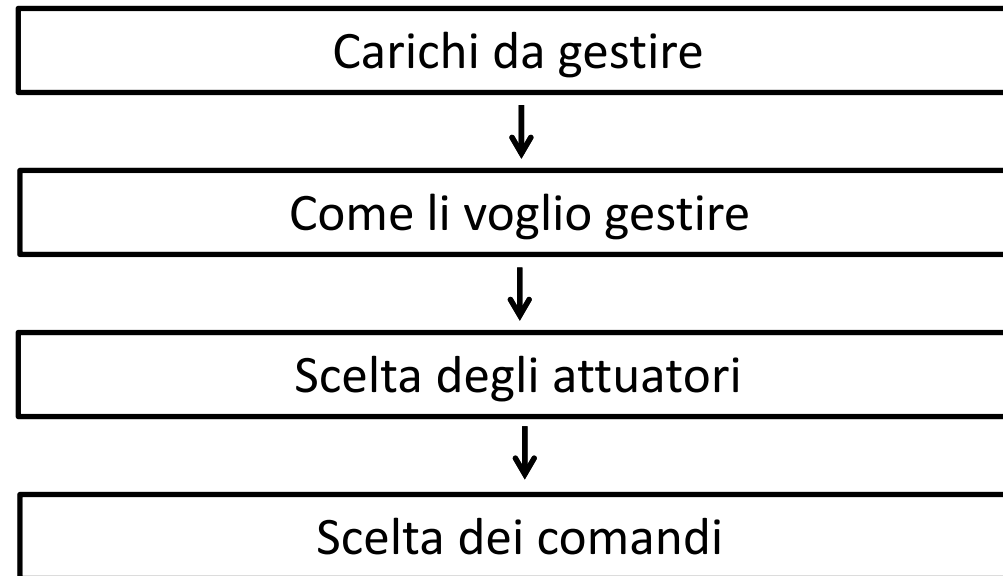 Carichi da gestire
Come li voglio gestire
Scelta degli attuatori
Scelta dei comandi